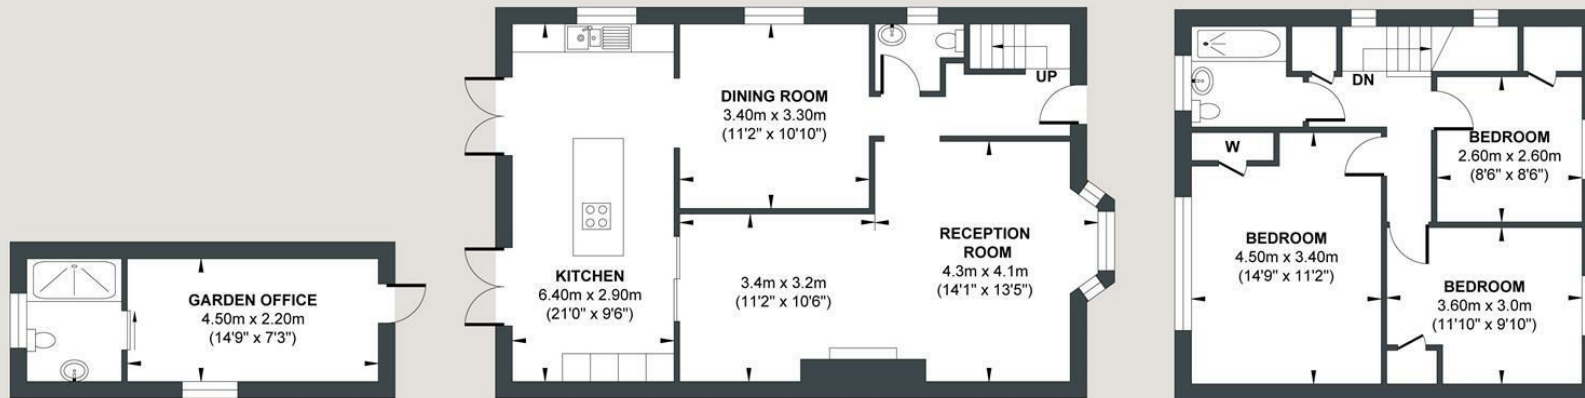 GARDEN OFFICE
4.50m x 2.20m
(14'9" x 7'3")
KITCHEN
6.40m x 2.90m
(21'0" x 9'6")
DINING ROOM
3.40m x 3.30m
(11'2" x 10'10")
UP
3.4m x 3.2m
(11'2" x 10'6")
RECEPTION
ROOM
4.3m x 4.1m
(14'1" x 13'5")
DN
W
BEDROOM
4.50m x 3.40m
(14'9" x 11'2")
BEDROOM
2.60m x 2.60m
(8'6" x 8'6")
BEDROOM
3.60m x 3.0m
(11'10" x 9'10")